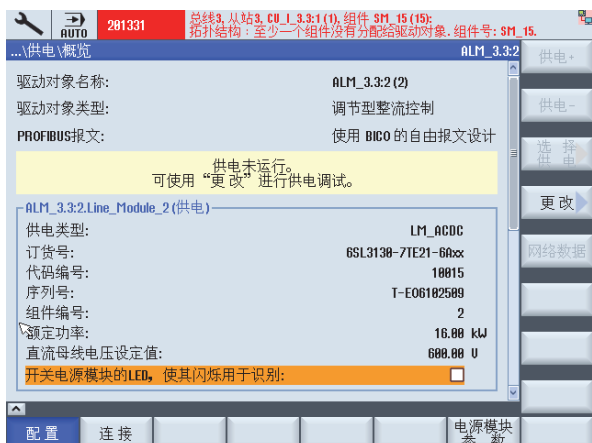 AUTO
201331
总线3, 从站3, CU_I_3.3:1 (1), 组件 SM_15 (15):
拓扑结构：至少一个组件没有分配给驱动对象. 组件号: SM_15.
...\供电\概览 ALM_3.3:2
驱动对象名称: ALM_3.3:2 (2)
驱动对象类型: 调节型整流控制
PROFIBUS报文: 使用 BICO 的自由报文设计
供电未运行。
可使用“更改”进行供电调试。
ALM_3.3:2.Line_Module_2 (供电)
供电类型: LM_ACDC
订货号: 6SL3130-7TE21-6Axx
代码编号: 10015
序列号: T-E06102509
组件编号: 2
额定功率: 16.00 kW
直流母线电压设定值: 600.00 V
开关电源模块的LED，使其闪烁用于识别:
供电+
供电-
选择
供电
更改
网络数据
配置
连接
电源模块
参数